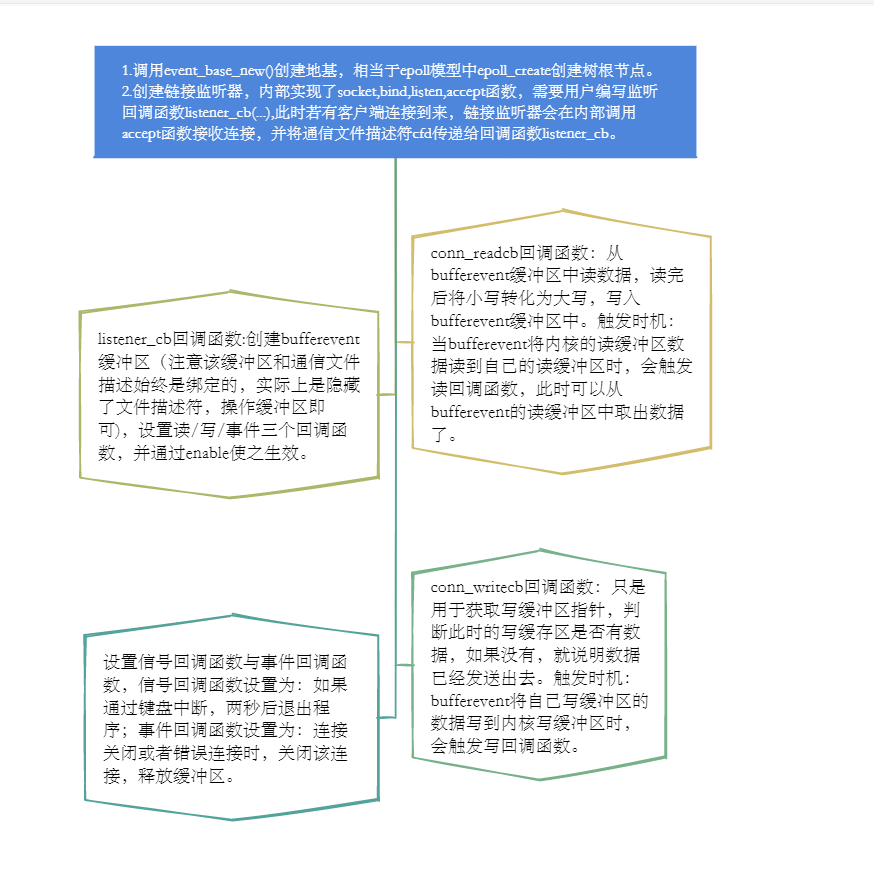 1.调用event_base_new()创建地基，相当于epoll模型中epoll_create创建树根节点。
2.创建链接监听器，内部实现了socket,bind,listen,accept函数，需要用户编写监听
回调函数listener_cb(...),此时若有客户端连接到来，链接监听器会在内部调用
accept函数接收连接，并将通信文件描述符cfd传递给回调函数listener_cb。
conn_readcb回调函数：从
bufferevent缓冲区中读数据，读完
后将小写转化为大写，写入
bufferevent缓冲区中。触发时机：
当bufferevent将内核的读缓冲区数
据读到自己的读缓冲区时，会触发
读回调函数，此时可以从
bufferevent的读缓冲区中取出数据
了。
listener_cb回调函数:创建bufferevent
缓冲区（注意该缓冲区和通信文件
描述始终是绑定的，实际上是隐藏
了文件描述符，操作缓冲区即
可)，设置读/写/事件三个回调函
数，并通过enable使之生效。
conn_writecb回调函数：只是
用于获取写缓冲区指针，判
断此时的写缓存区是否有数
据，如果没有，就说明数据
已经发送出去。触发时机：
bufferevent将自己写缓冲区的
数据写到内核写缓冲区时，
会触发写回调函数。
设置信号回调函数与事件回调函
数，信号回调函数设置为：如果
通过键盘中断，两秒后退出程
序；事件回调函数设置为：连接
关闭或者错误连接时，关闭该连
接，释放缓冲区。